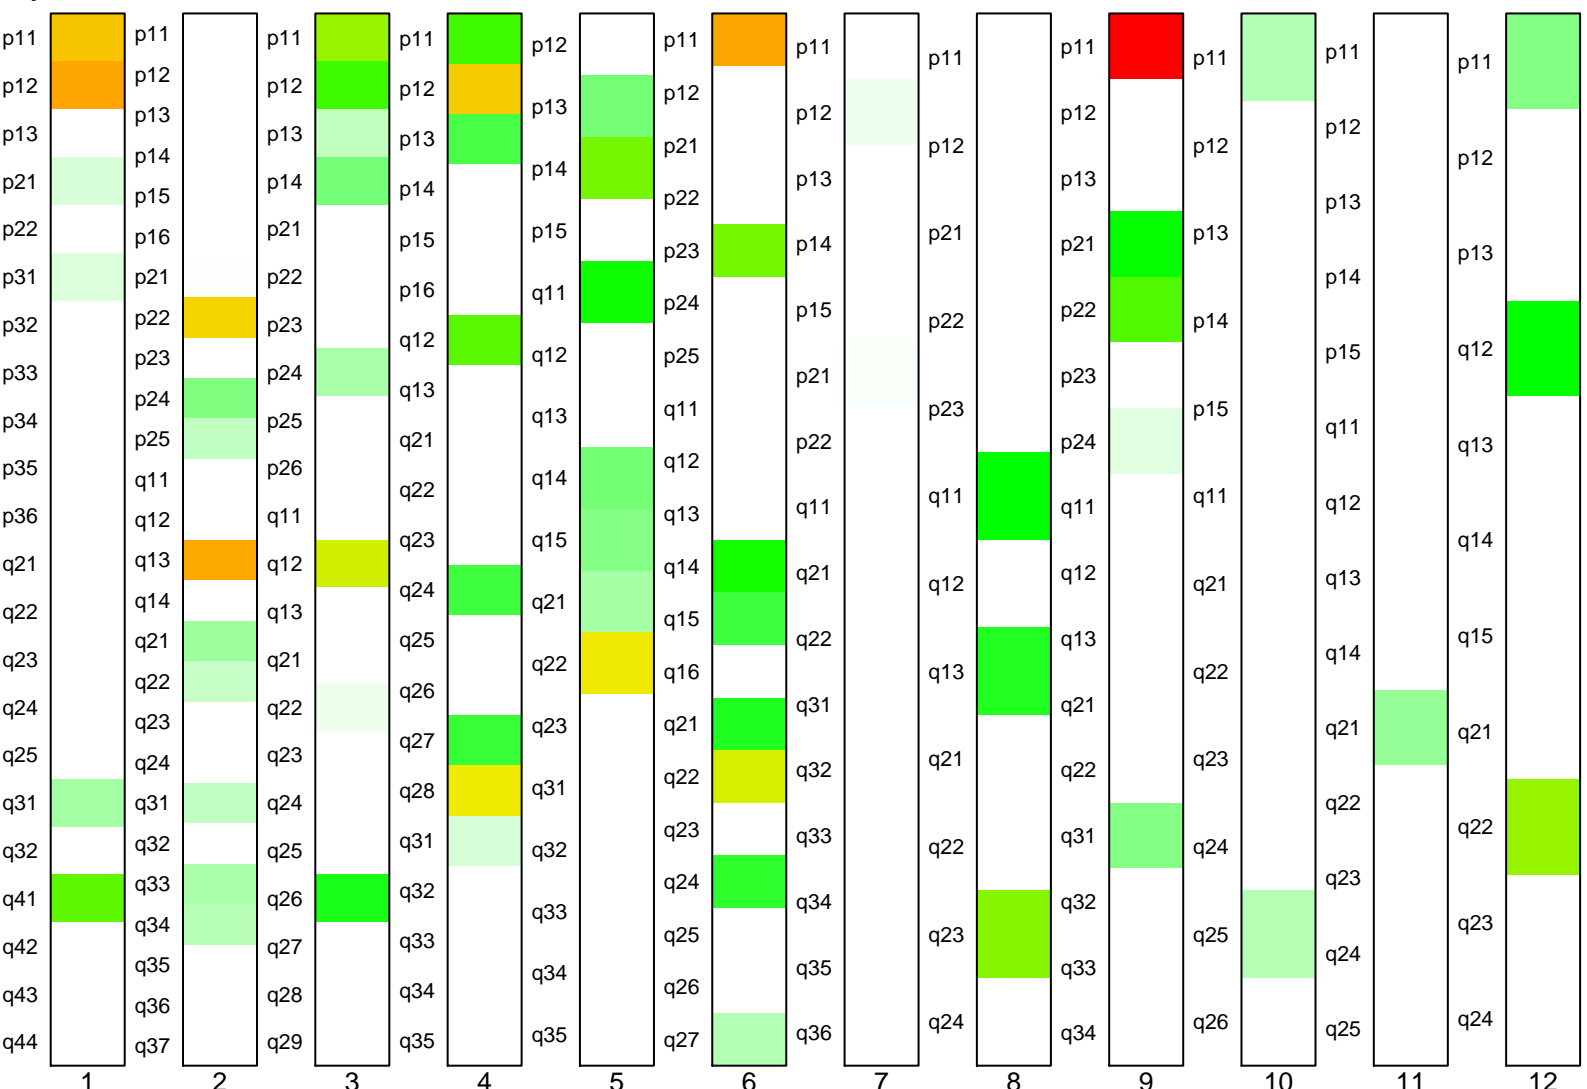 p11
p12
p13
p21
p22
p31
p32
p33
p34
p35
p36
q21
q22
q23
q24
q25
q31
q32
q41
q42
q43
q44
p11
p12
p13
p14
p15
p16
p21
p22
p23
p24
p25
q11
q12
q13
q14
q21
q22
q23
q24
q31
q32
q33
q34
q35
q36
q37
p11
p12
p13
p14
p21
p22
p23
p24
p25
p26
q11
q12
q13
q21
q22
q23
q24
q25
q26
q27
q28
q29
p11
p12
p13
p14
p15
p16
q12
q13
q21
q22
q23
q24
q25
q26
q27
q28
q31
q32
q33
q34
q35
p12
p13
p14
p15
q11
q12
q13
q14
q15
q21
q22
q23
q31
q32
q33
q34
q35
p11
p12
p21
p22
p23
p24
p25
q11
q12
q13
q14
q15
q16
q21
q22
q23
q24
q25
q26
q27
p11
p12
p13
p14
p15
p21
p22
q11
q21
q22
q31
q32
q33
q34
q35
q36
p11
p12
p21
p22
p23
q11
q12
q13
q21
q22
q23
q24
p11
p12
p13
p21
p22
p23
p24
q11
q12
q13
q21
q22
q31
q32
q33
q34
p11
p12
p13
p14
p15
q11
q21
q22
q23
q24
q25
q26
p11
p12
p13
p14
p15
q11
q12
q13
q14
q21
q22
q23
q24
q25
p11
p12
p13
q12
q13
q14
q15
q21
q22
q23
q24
1 2 3 4 5 6 7 8 9 10 11 12